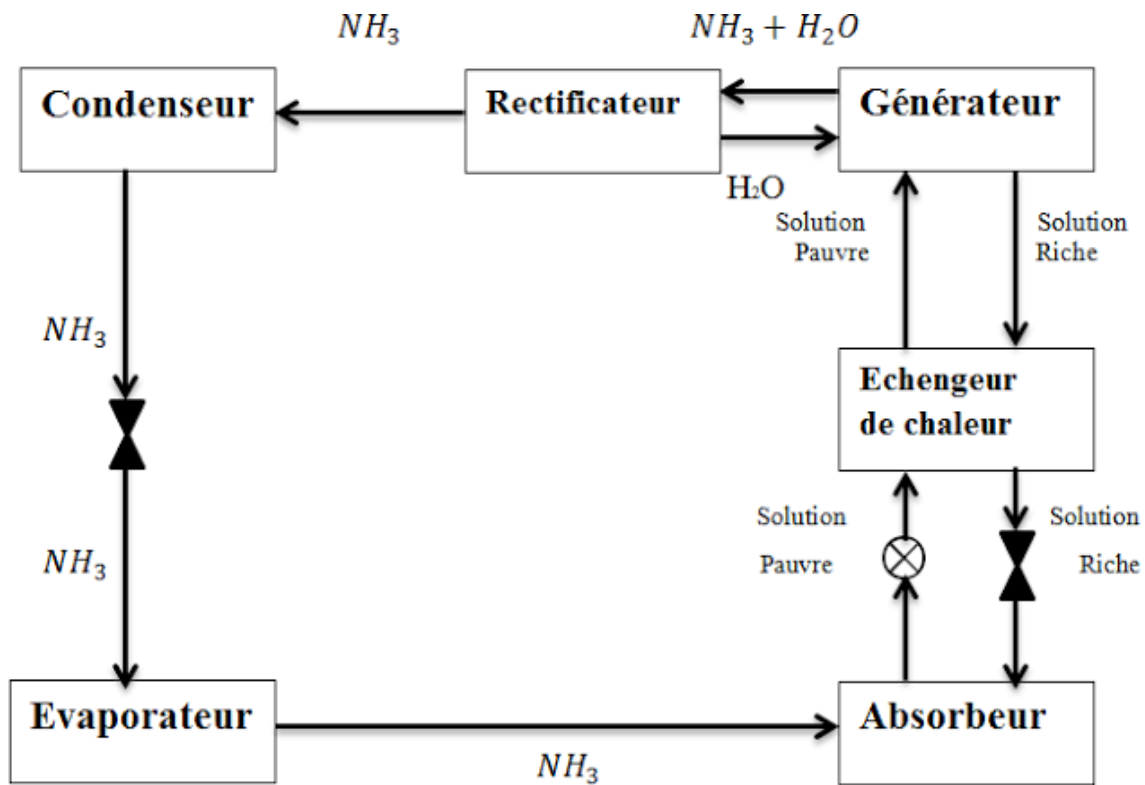 NH₃
NH₃ + H₂O
Condenseur
Rectificateur
Générateur
H₂O
Solution
Pauvre
Solution
Riche
NH₃
Echengeur
de chaleur
Solution
Pauvre
Solution
Riche
NH₃
Evaporateur
Absorbeur
NH₃